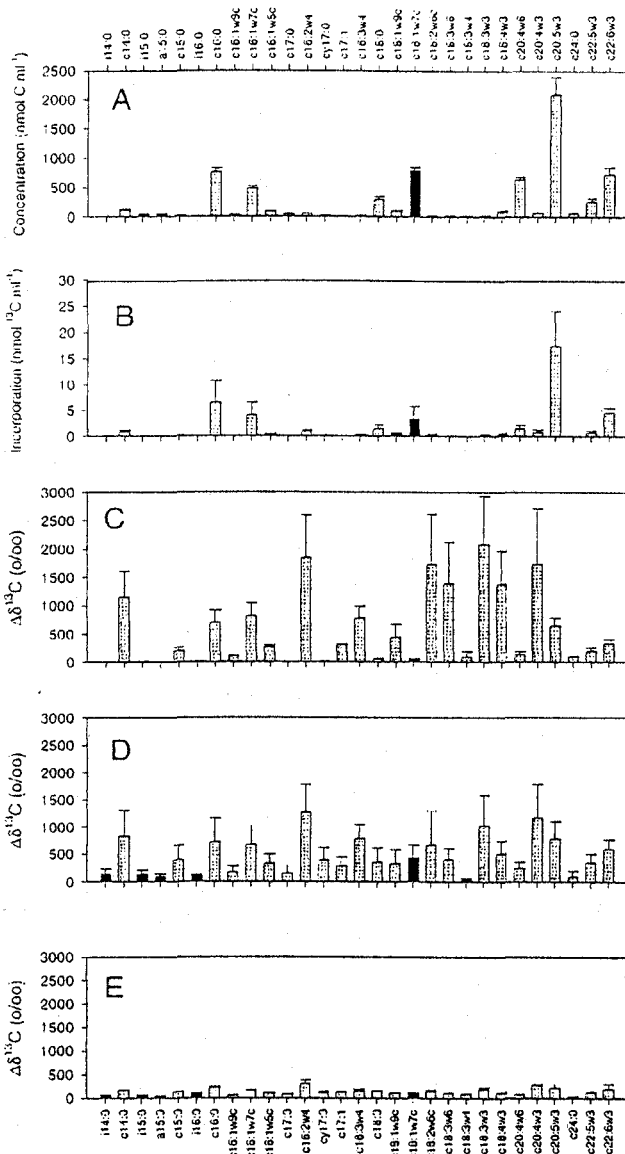 i14:0
c14:0
i15:0
a15:0
c15:0
i16:0
c16:0
c16:1w9c
c16:1w7c
c16:1w5c
c17:0
c16:2w4
cy17:0
c17:1
c16:3w4
c18:0
c18:1w9c
c18:1w7c
c18:2w6c
c18:3w6
c18:3w4
c18:3w3
c18:4w3
c20:4w6
c20:4w3
c20:5w3
c24:0
c22:5w3
c22:6w3
A
Concentration (nmol C ml⁻¹)
2500
2000
1500
1000
500
0
B
Incorporation (nmol ¹³C ml⁻¹)
30
25
20
15
10
5
0
C
Δδ¹³C (o/oo)
3000
2500
2000
1500
1000
500
0
D
Δδ¹³C (o/oo)
3000
2500
2000
1500
1000
500
0
E
Δδ¹³C (o/oo)
3000
2500
2000
1500
1000
500
0
i14:0
c14:0
i15:0
a15:0
c15:0
i16:0
c16:0
c16:1w9c
c16:1w7c
c16:1w5c
c17:0
c16:2w4
cy17:0
c17:1
c16:3w4
c18:0
c18:1w9c
c18:1w7c
c18:2w6c
c18:3w6
c18:3w4
c18:3w3
c18:4w3
c20:4w6
c20:4w3
c20:5w3
c24:0
c22:5w3
c22:6w3